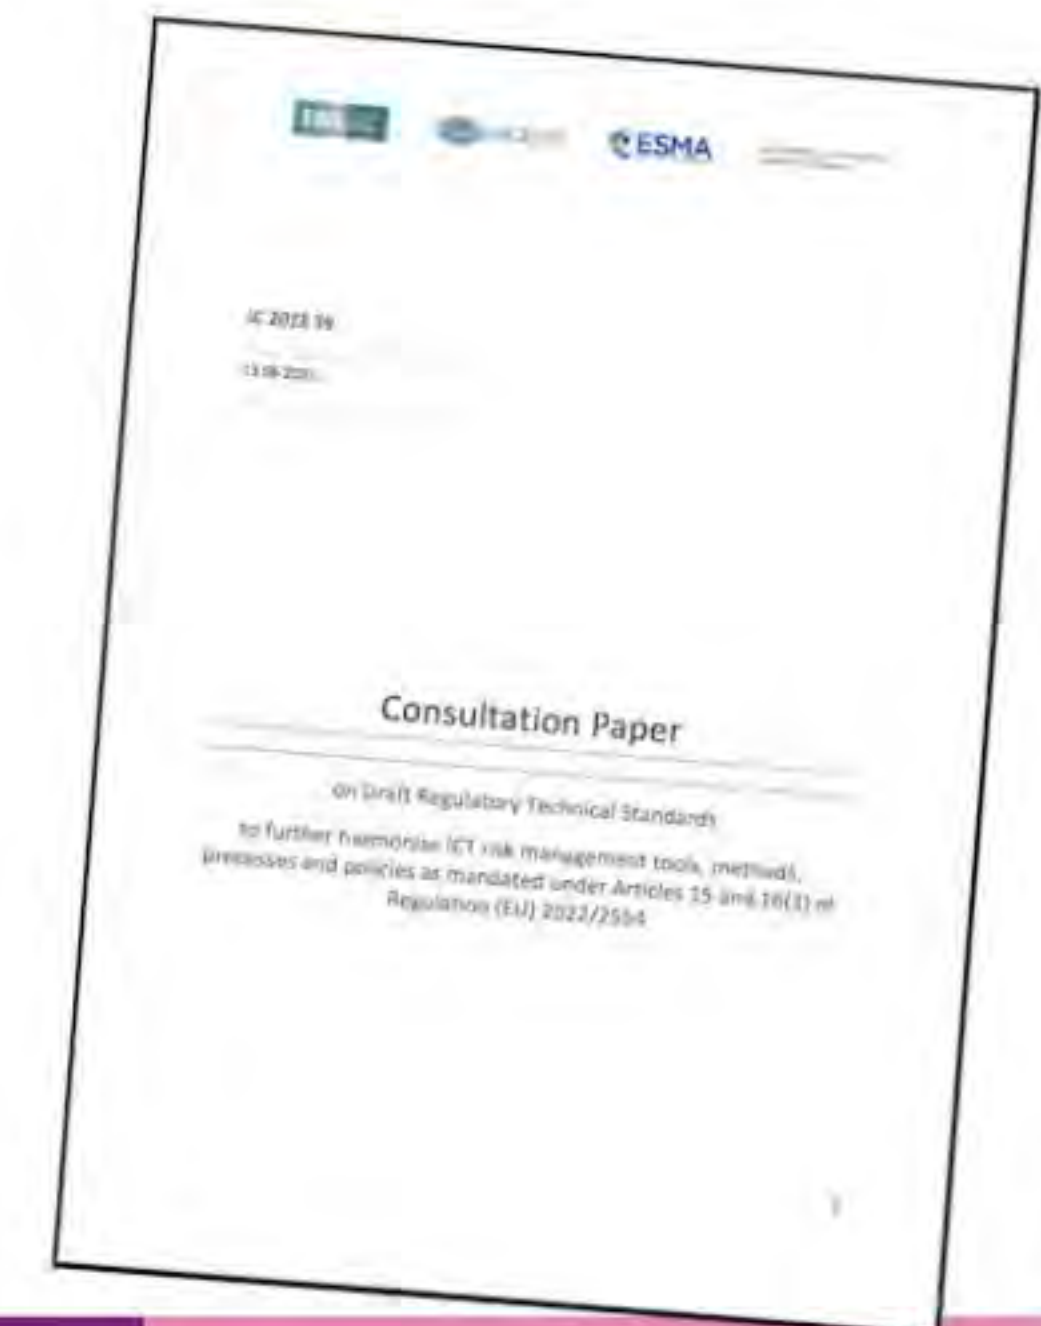 ESMA
Consultation Paper
on Draft Regulatory Technical Standards
to further harmonise ICT risk management tools, methods,
processes and policies as mandated under Articles 15 and 16(3) of
Regulation (EU) 2022/2554